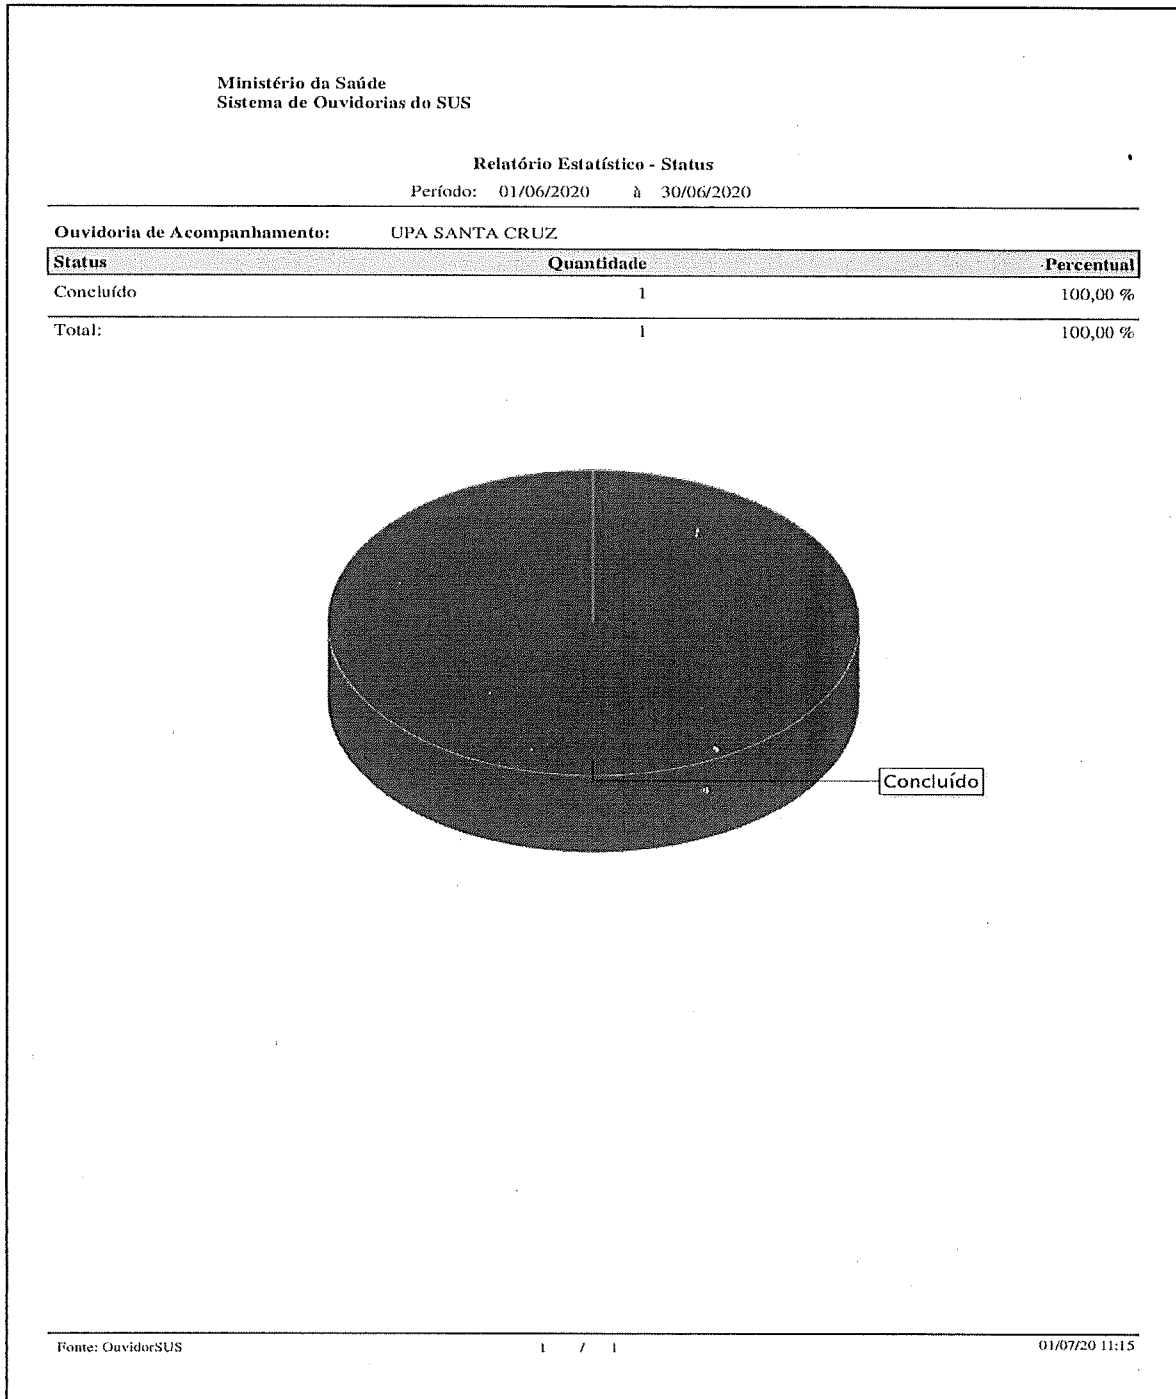 Ministério da Saúde
Sistema de Ouvidorias do SUS
Relatório Estatístico - Status
Período: 01/06/2020 à 30/06/2020
Ouvidoria de Acompanhamento: UPA SANTA CRUZ
Status Quantidade Percentual
Concluído 1 100,00 %
Total: 1 100,00 %
Concluído
Fonte: OuvidorSUS 1 / 1 01/07/20 11:15